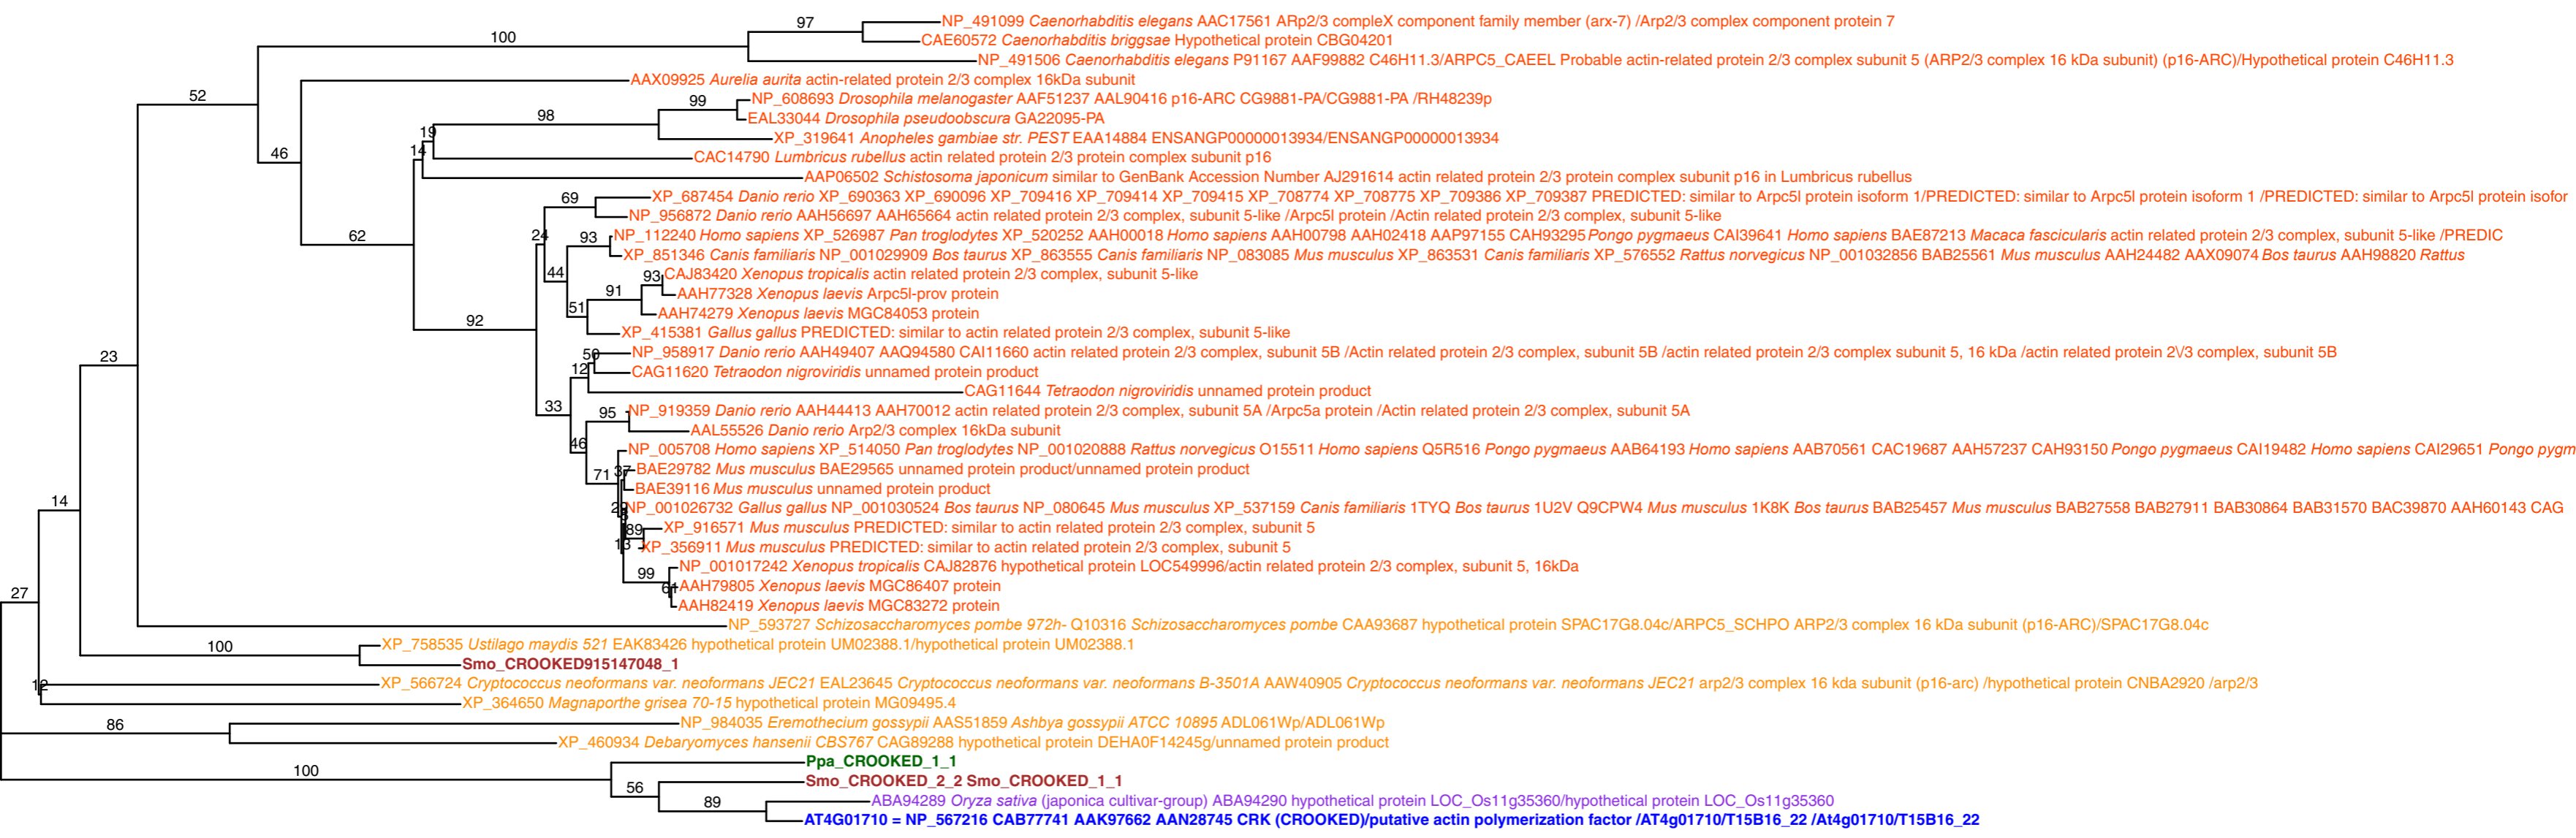 97
NP_491099 Caenorhabditis elegans AAC17561 ARp2/3 compleX component family member (arx-7) /Arp2/3 complex component protein 7
100
CAE60572 Caenorhabditis briggsae Hypothetical protein CBG04201
NP_491506 Caenorhabditis elegans P91167 AAF99882 C46H11.3/ARPC5_CAEEL Probable actin-related protein 2/3 complex subunit 5 (ARP2/3 complex 16 kDa subunit) (p16-ARC)/Hypothetical protein C46H11.3
AAX09925 Aurelia aurita actin-related protein 2/3 complex 16kDa subunit
52
99
NP_608693 Drosophila melanogaster AAF51237 AAL90416 p16-ARC CG9881-PA/CG9881-PA /RH48239p
98
EAL33044 Drosophila pseudoobscura GA22095-PA
19
XP_319641 Anopheles gambiae str. PEST EAA14884 ENSANGP00000013934/ENSANGP00000013934
46
14
CAC14790 Lumbricus rubellus actin related protein 2/3 protein complex subunit p16
AAP06502 Schistosoma japonicum similar to GenBank Accession Number AJ291614 actin related protein 2/3 protein complex subunit p16 in Lumbricus rubellus
69
XP_687454 Danio rerio XP_690363 XP_690096 XP_709416 XP_709414 XP_709415 XP_708774 XP_708775 XP_709386 XP_709387 PREDICTED: similar to Arpc5l protein isoform 1/PREDICTED: similar to Arpc5l protein isoform 1 /PREDICTED: similar to Arpc5l protein isofor
NP_956872 Danio rerio AAH56697 AAH65664 actin related protein 2/3 complex, subunit 5-like /Arpc5l protein /Actin related protein 2/3 complex, subunit 5-like
62
24
93
NP_112240 Homo sapiens XP_526987 Pan troglodytes XP_520252 AAH00018 Homo sapiens AAH00798 AAH02418 AAP97155 CAH93295 Pongo pygmaeus CAI39641 Homo sapiens BAE87213 Macaca fascicularis actin related protein 2/3 complex, subunit 5-like /PREDIC
XP_851346 Canis familiaris NP_001029909 Bos taurus XP_863555 Canis familiaris NP_083085 Mus musculus XP_863531 Canis familiaris XP_576552 Rattus norvegicus NP_001032856 BAB25561 Mus musculus AAH24482 AAX09074 Bos taurus AAH98820 Rattus
44
93
CAJ83420 Xenopus tropicalis actin related protein 2/3 complex, subunit 5-like
91
AAH77328 Xenopus laevis Arpc5l-prov protein
51
AAH74279 Xenopus laevis MGC84053 protein
92
XP_415381 Gallus gallus PREDICTED: similar to actin related protein 2/3 complex, subunit 5-like
23
50
NP_958917 Danio rerio AAH49407 AAQ94580 CAI11660 actin related protein 2/3 complex, subunit 5B /Actin related protein 2/3 complex, subunit 5B /actin related protein 2/3 complex subunit 5, 16 kDa /actin related protein 2\/3 complex, subunit 5B
12
CAG11620 Tetraodon nigroviridis unnamed protein product
CAG11644 Tetraodon nigroviridis unnamed protein product
33
95
NP_919359 Danio rerio AAH44413 AAH70012 actin related protein 2/3 complex, subunit 5A /Arpc5a protein /Actin related protein 2/3 complex, subunit 5A
AAL55526 Danio rerio Arp2/3 complex 16kDa subunit
46
NP_005708 Homo sapiens XP_514050 Pan troglodytes NP_001020888 Rattus norvegicus O15511 Homo sapiens Q5R516 Pongo pygmaeus AAB64193 Homo sapiens AAB70561 CAC19687 AAH57237 CAH93150 Pongo pygmaeus CAI19482 Homo sapiens CAI29651 Pongo pygm
71
37
BAE29782 Mus musculus BAE29565 unnamed protein product/unnamed protein product
BAE39116 Mus musculus unnamed protein product
14
NP_001026732 Gallus gallus NP_001030524 Bos taurus NP_080645 Mus musculus XP_537159 Canis familiaris 1TYQ Bos taurus 1U2V Q9CPW4 Mus musculus 1K8K Bos taurus BAB25457 Mus musculus BAB27558 BAB27911 BAB30864 BAB31570 BAC39870 AAH60143 CAG
89
XP_916571 Mus musculus PREDICTED: similar to actin related protein 2/3 complex, subunit 5
13
XP_356911 Mus musculus PREDICTED: similar to actin related protein 2/3 complex, subunit 5
99
NP_001017242 Xenopus tropicalis CAJ82876 hypothetical protein LOC549996/actin related protein 2/3 complex, subunit 5, 16kDa
61
AAH79805 Xenopus laevis MGC86407 protein
27
AAH82419 Xenopus laevis MGC83272 protein
NP_593727 Schizosaccharomyces pombe 972h- Q10316 Schizosaccharomyces pombe CAA93687 hypothetical protein SPAC17G8.04c/ARPC5_SCHPO ARP2/3 complex 16 kDa subunit (p16-ARC)/SPAC17G8.04c
100
XP_758535 Ustilago maydis 521 EAK83426 hypothetical protein UM02388.1/hypothetical protein UM02388.1
Smo_CROOKED915147048_1
12
XP_566724 Cryptococcus neoformans var. neoformans JEC21 EAL23645 Cryptococcus neoformans var. neoformans B-3501A AAW40905 Cryptococcus neoformans var. neoformans JEC21 arp2/3 complex 16 kda subunit (p16-arc) /hypothetical protein CNBA2920 /arp2/3
XP_364650 Magnaporthe grisea 70-15 hypothetical protein MG09495.4
86
NP_984035 Eremothecium gossypii AAS51859 Ashbya gossypii ATCC 10895 ADL061Wp/ADL061Wp
XP_460934 Debaryomyces hansenii CBS767 CAG89288 hypothetical protein DEHA0F14245g/unnamed protein product
100
Ppa_CROOKED_1_1
56
Smo_CROOKED_2_2 Smo_CROOKED_1_1
89
ABA94289 Oryza sativa (japonica cultivar-group) ABA94290 hypothetical protein LOC_Os11g35360/hypothetical protein LOC_Os11g35360
AT4G01710 = NP_567216 CAB77741 AAK97662 AAN28745 CRK (CROOKED)/putative actin polymerization factor /AT4g01710/T15B16_22 /At4g01710/T15B16_22